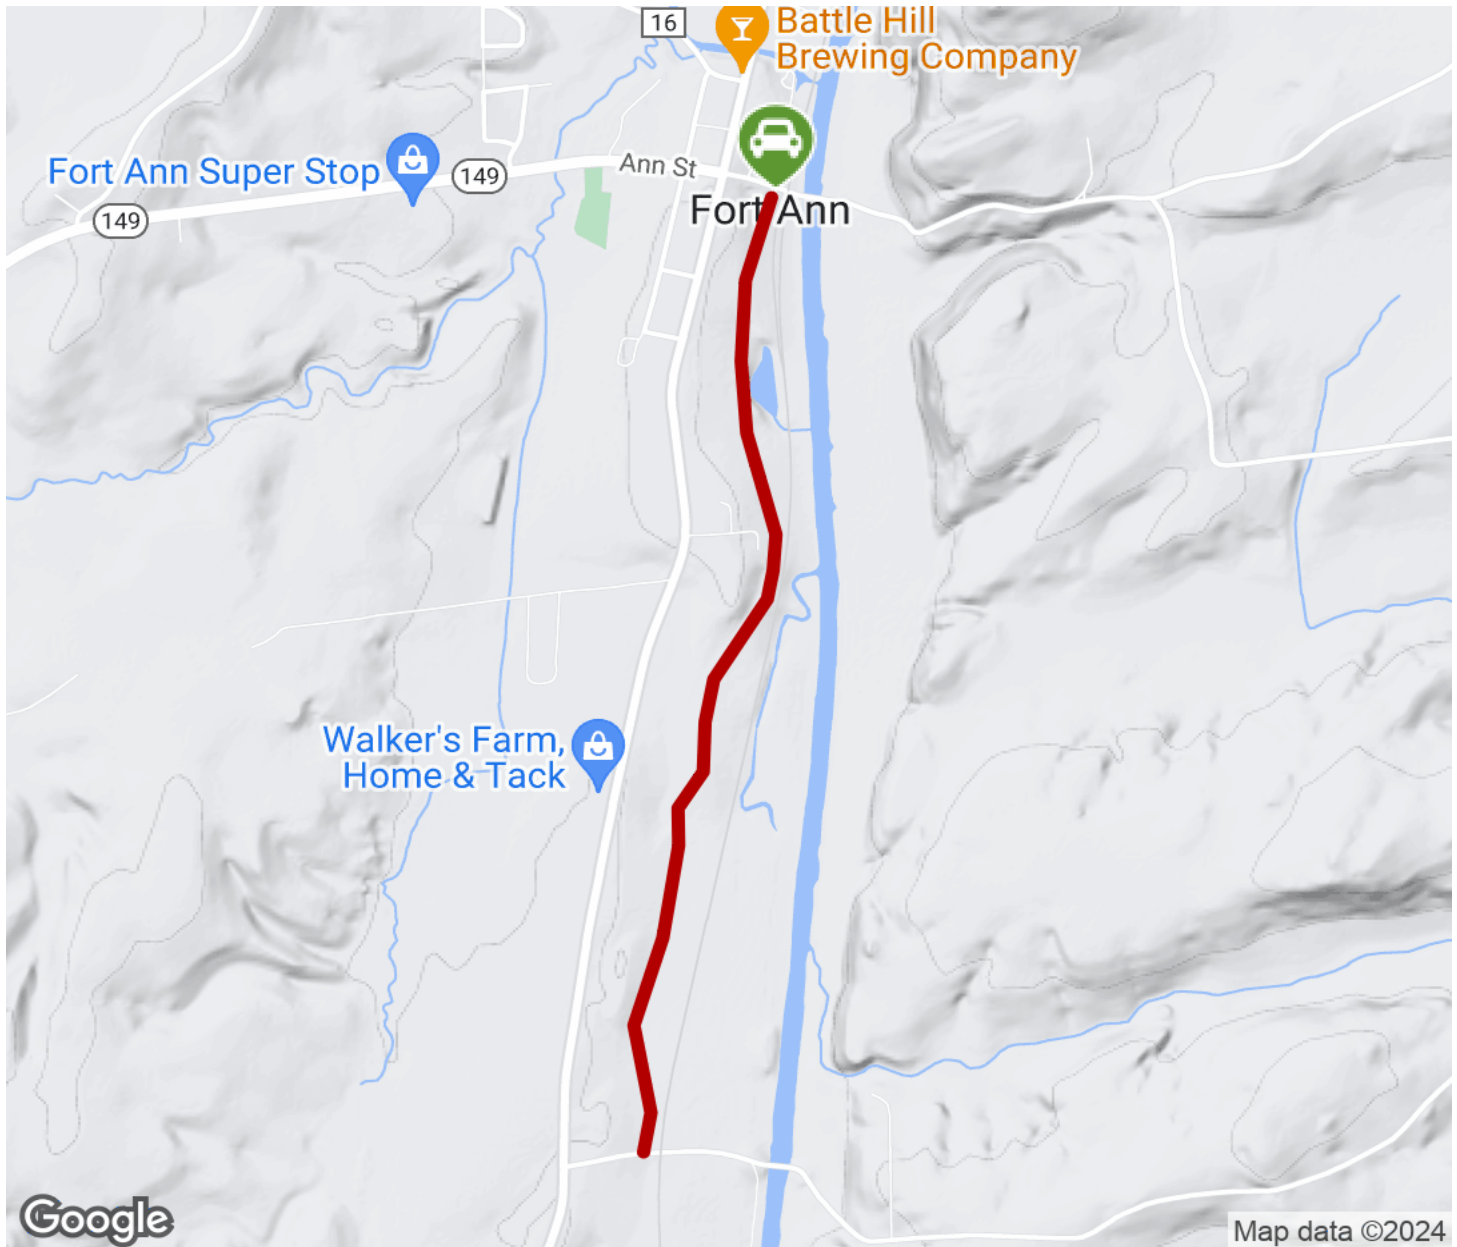 16
Battle Hill
Brewing Company
Fort Ann Super Stop
149
Ann St
149
Fort Ann
Walker's Farm,
Home & Tack
Google
Map data ©2024